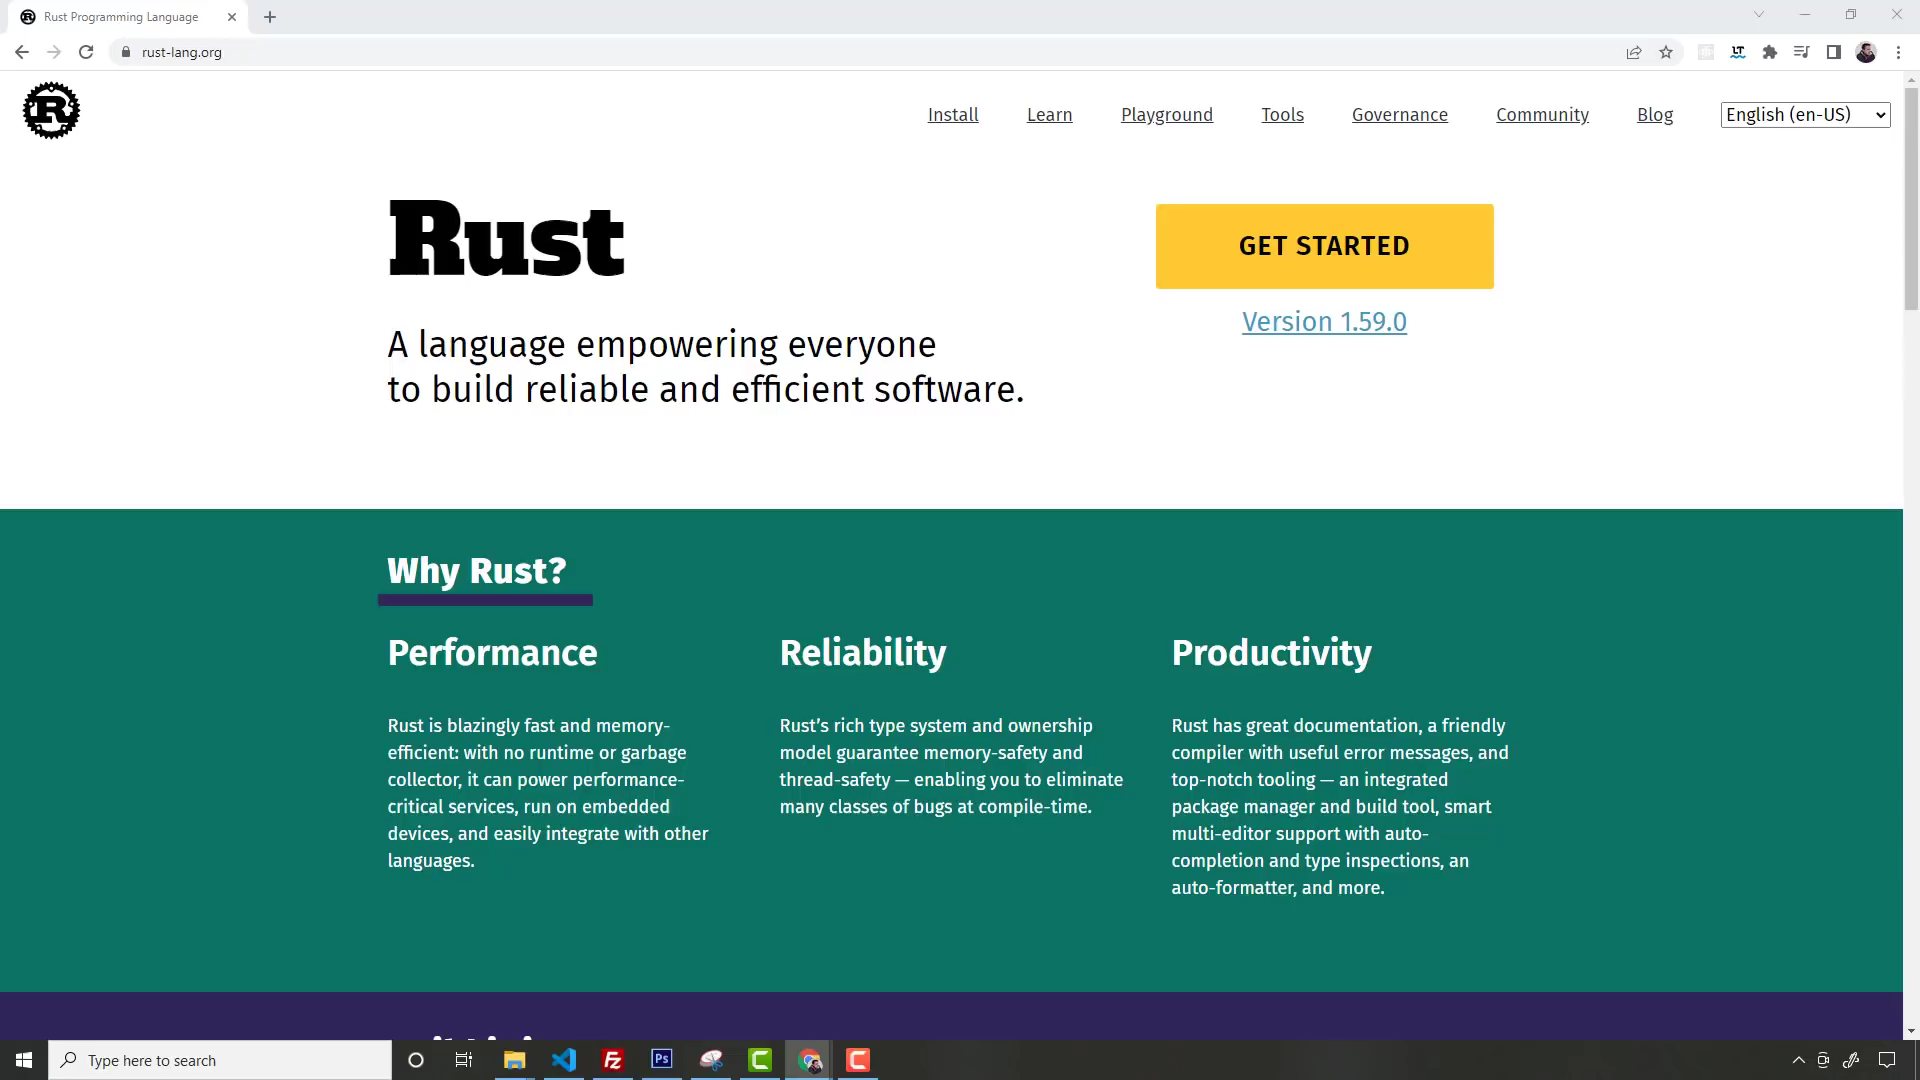 Rust Programming Language
rust-lang.org
Install Learn Playground Tools Governance Community Blog English (en-US)
Rust
GET STARTED
Version 1.59.0
A language empowering everyone
to build reliable and efficient software.
Why Rust?
Performance
Rust is blazingly fast and memory-
efficient: with no runtime or garbage
collector, it can power performance-
critical services, run on embedded
devices, and easily integrate with other
languages.
Reliability
Rust’s rich type system and ownership
model guarantee memory-safety and
thread-safety — enabling you to eliminate
many classes of bugs at compile-time.
Productivity
Rust has great documentation, a friendly
compiler with useful error messages, and
top-notch tooling — an integrated
package manager and build tool, smart
multi-editor support with auto-
completion and type inspections, an
auto-formatter, and more.
Type here to search